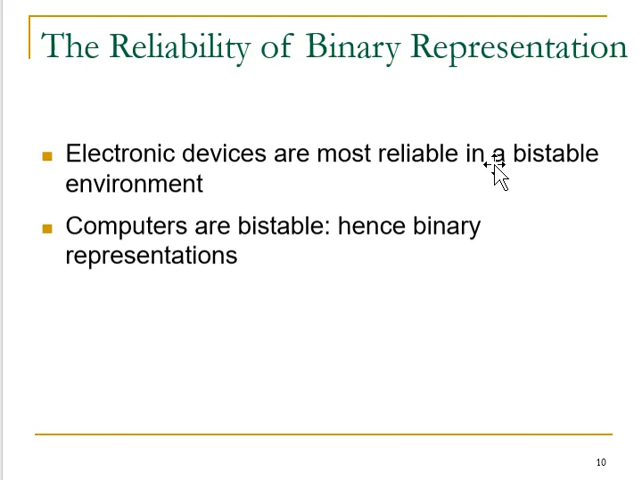 The Reliability of Binary Representation
Electronic devices are most reliable in a bistable
environment
Computers are bistable: hence binary
representations
10